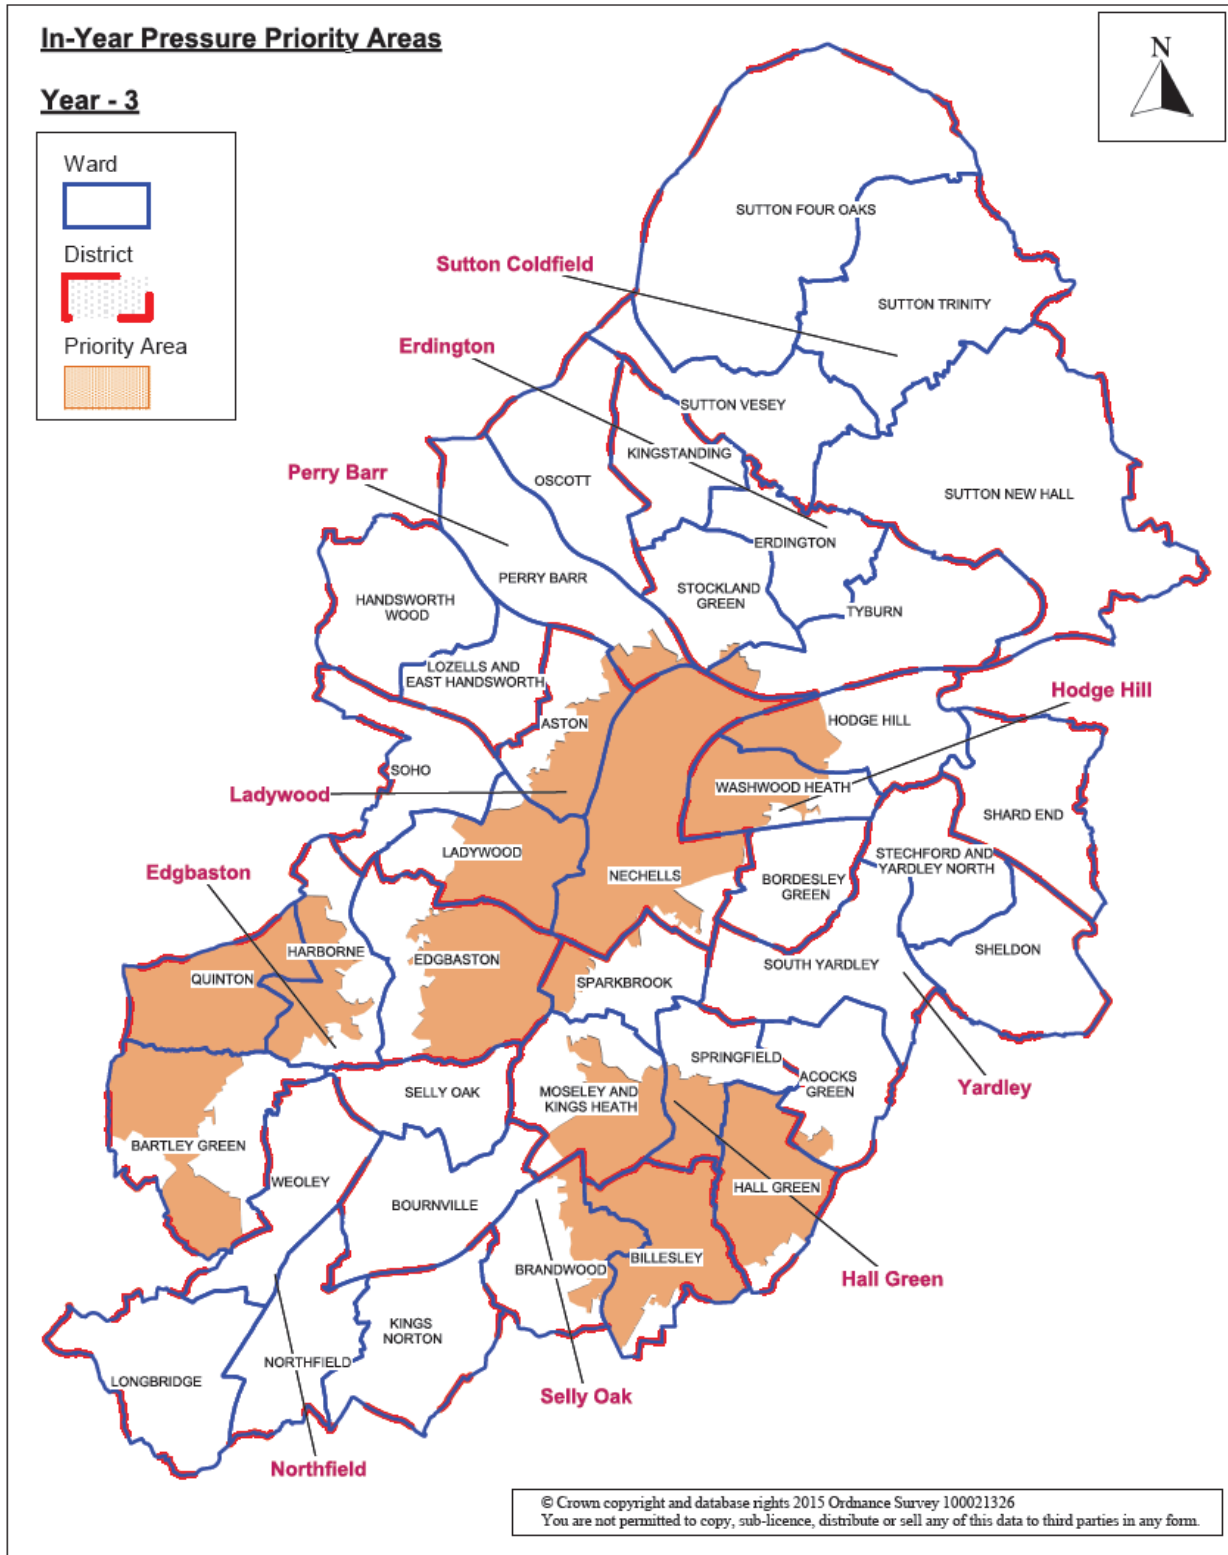 In-Year Pressure Priority Areas
N
Year - 3
Ward
District
Priority Area
SUTTON FOUR OAKS
Sutton Coldfield
SUTTON TRINITY
Erdington
SUTTON VESEY
KINGSTANDING
Perry Barr
OSCOTT
SUTTON NEW HALL
ERDINGTON
PERRY BARR
STOCKLAND
GREEN
HANDSWORTH
WOOD
TYBURN
LOZELLS AND
EAST HANDSWORTH
Hodge Hill
ASTON
HODGE HILL
SOHO
Ladywood
WASHWOOD HEATH
SHARD END
LADYWOOD
STECHFORD AND
YARDLEY NORTH
Edgbaston
NECHELLS
BORDESLEY
GREEN
HARBORNE
EDGBASTON
SHELDON
SOUTH YARDLEY
QUINTON
SPARKBROOK
SPRINGFIELD
ACOCKS
GREEN
Yardley
SELLY OAK
MOSELEY AND
KINGS HEATH
BARTLEY GREEN
WEOLEY
HALL GREEN
BOURNVILLE
BRANDWOOD
BILLESLEY
Hall Green
KINGS
NORTON
NORTHFIELD
LONGBRIDGE
Selly Oak
Northfield
© Crown copyright and database rights 2015 Ordnance Survey 100021326
You are not permitted to copy, sub-licence, distribute or sell any of this data to third parties in any form.